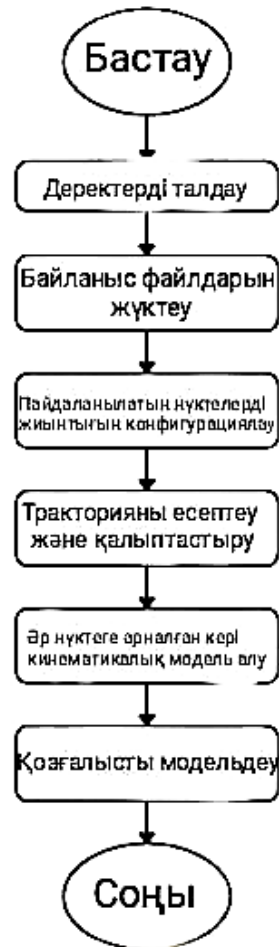 Бастау
Деректерді талдау
Байланыс файлдарын
жүктеу
Пайдаланылатын нүктелерді
жиынтығын конфигурациялау
Тракторияны есептеу
және қалыптастыру
Әр нүктеге арналған кері
кинематикалық модель алу
Қозғалысты модельдеу
Соңы